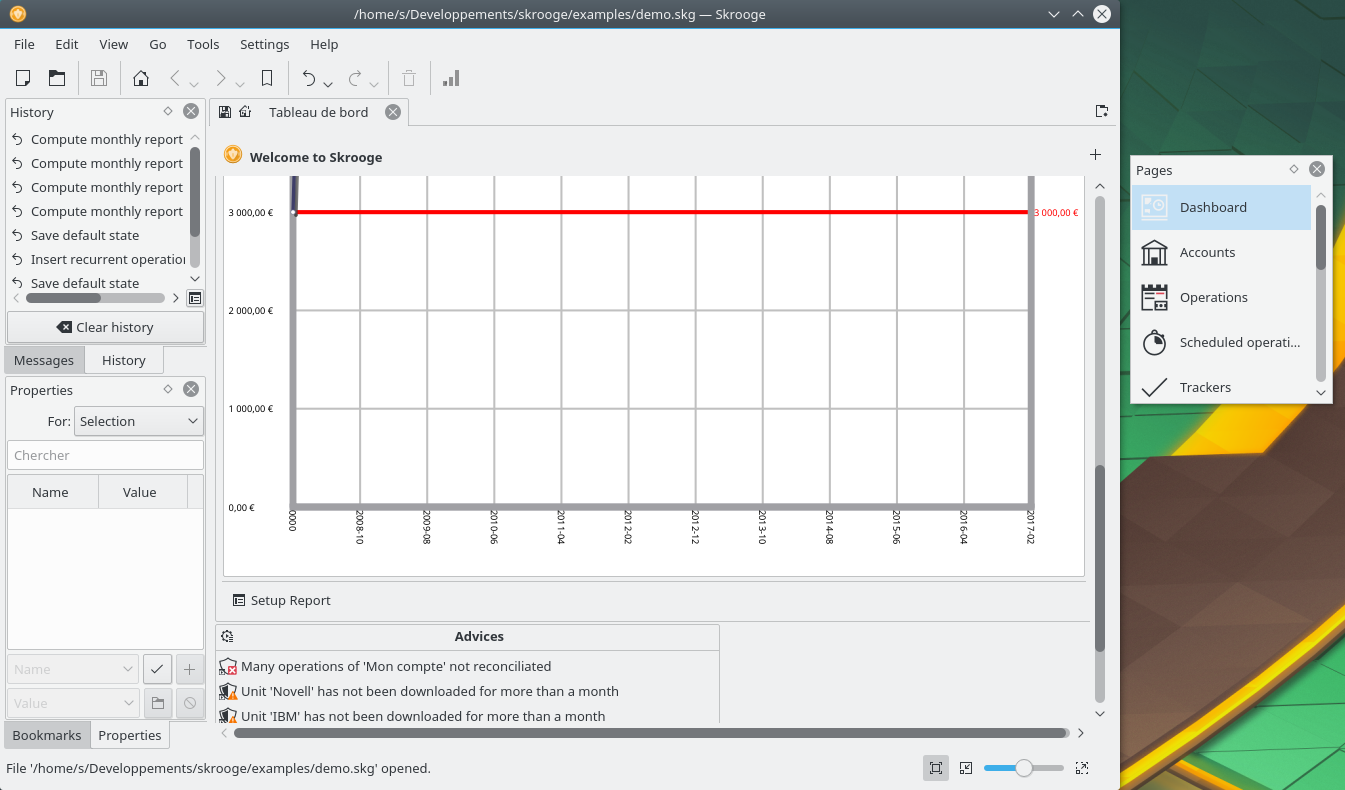 /home/s/Developpements/skrooge/examples/demo.skg — Skrooge
File Edit View Go Tools Settings Help
History
Compute monthly report
Compute monthly report
Compute monthly report
Compute monthly report
Save default state
Insert recurrent operation
Save default state
Clear history
Messages History
Properties
For: Selection
Chercher
Name Value
Name
Value
Bookmarks Properties
Tableau de bord
Welcome to Skrooge
3 000,00 €
3 000,00 €
2 000,00 €
1 000,00 €
0,00 €
0000 2008-10 2009-08 2010-06 2011-04 2012-02 2012-12 2013-10 2014-08 2015-06 2016-04 2017-02
Setup Report
Advices
Many operations of 'Mon compte' not reconciliated
Unit 'Novell' has not been downloaded for more than a month
Unit 'IBM' has not been downloaded for more than a month
File '/home/s/Developpements/skrooge/examples/demo.skg' opened.
Pages
Dashboard
Accounts
Operations
Scheduled operati...
Trackers